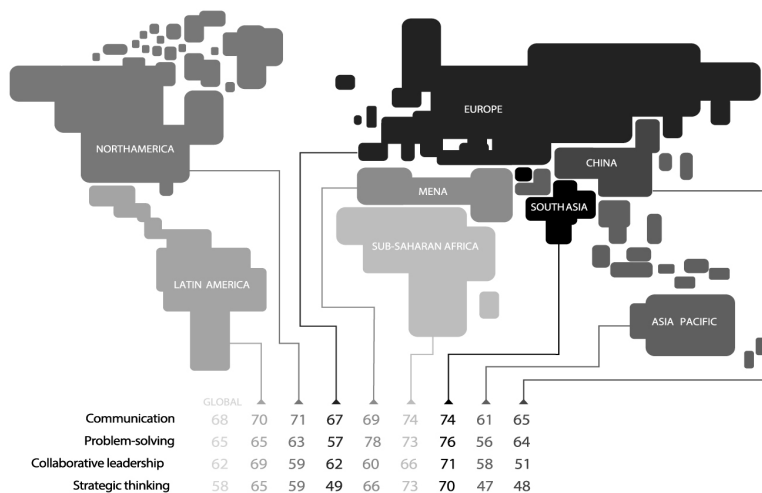 EUROPE
NORTHAMERICA
CHINA
MENA
SOUTHASIA
SUB-SAHARAN AFRICA
LATIN AMERICA
ASIA PACIFIC
GLOBAL
Communication 68 70 71 67 69 74 74 61 65
Problem-solving 65 65 63 57 78 73 76 56 64
Collaborative leadership 62 69 59 62 60 66 71 58 51
Strategic thinking 58 65 59 49 66 73 70 47 48